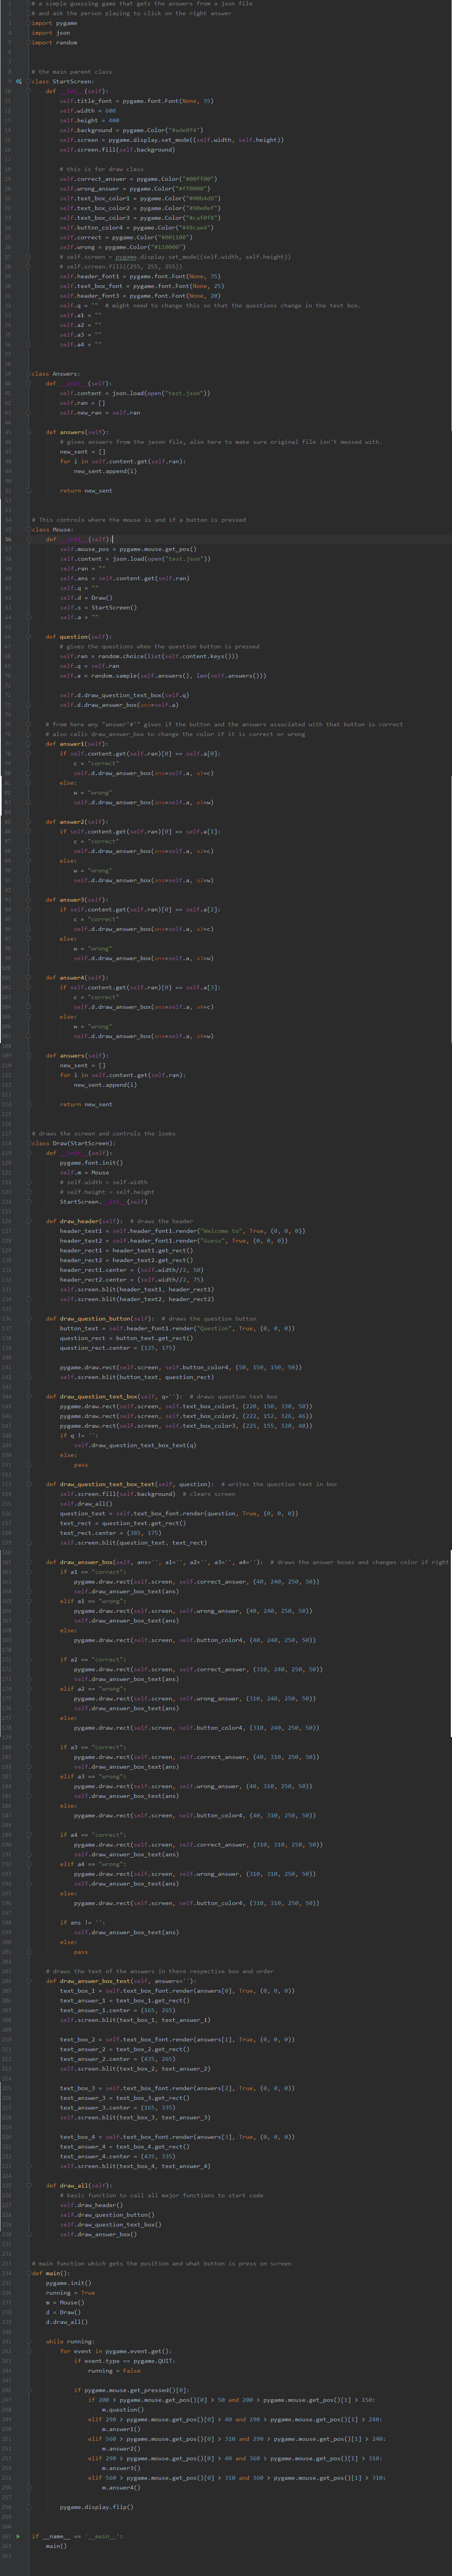 # a simple guessing game that gets the answers from a json file
# and ask the person playing to click on the right answer
import pygame
import json
import random
# the main parent class
class StartScreen:
def __int__(self):
self.title_font = pygame.font.Font(None, 35)
self.width = 600
self.height = 400
self.background = pygame.Color("#ade8f4")
self.screen = pygame.display.set_mode((self.width, self.height))
self.screen.fill(self.background)
# this is for draw class
self.correct_answer = pygame.Color("#00ff00")
self.wrong_answer = pygame.Color("#ff0000")
self.text_box_color1 = pygame.Color("#00b4d8")
self.text_box_color2 = pygame.Color("#90e0ef")
self.text_box_color3 = pygame.Color("#caf0f8")
self.button_color4 = pygame.Color("#48cae4")
self.correct = pygame.Color("#001100")
self.wrong = pygame.Color("#110000")
# self.screen = pygame.display.set_mode((self.width, self.height))
# self.screen.fill((255, 255, 255))
self.header_font1 = pygame.font.Font(None, 35)
self.text_box_font = pygame.font.Font(None, 25)
self.header_font3 = pygame.font.Font(None, 20)
self.q = "" # might need to change this so that the questions change in the text box.
self.a1 = ""
self.a2 = ""
self.a3 = ""
self.a4 = ""
class Answers:
def __init__(self):
self.content = json.load(open("test.json"))
self.ran = []
self.new_ran = self.ran
def answers(self):
# gives answers from the jason file, also here to make sure original file isn't messed with.
new_sent = []
for i in self.content.get(self.ran):
new_sent.append(i)
return new_sent
# This controls where the mouse is and if a button is pressed
class Mouse:
def __init__(self):
self.mouse_pos = pygame.mouse.get_pos()
self.content = json.load(open("test.json"))
self.ran = ""
self.ans = self.content.get(self.ran)
self.q = ""
self.d = Draw()
self.s = StartScreen()
self.a = ""
def question(self):
# gives the questions when the question button is pressed
self.ran = random.choice(list(self.content.keys()))
self.q = self.ran
self.a = random.sample(self.answers(), len(self.answers()))
self.d.draw_question_text_box(self.q)
self.d.draw_answer_box(ans=self.a)
# from here any "answer'#'" gives if the button and the answers associated with that button is correct
# also calls draw_answer_box to change the color if it is correct or wrong
def answer1(self):
if self.content.get(self.ran)[0] == self.a[0]:
c = "correct"
self.d.draw_answer_box(ans=self.a, a1=c)
else:
w = "wrong"
self.d.draw_answer_box(ans=self.a, a1=w)
def answer2(self):
if self.content.get(self.ran)[0] == self.a[1]:
c = "correct"
self.d.draw_answer_box(ans=self.a, a2=c)
else:
w = "wrong"
self.d.draw_answer_box(ans=self.a, a2=w)
def answer3(self):
if self.content.get(self.ran)[0] == self.a[2]:
c = "correct"
self.d.draw_answer_box(ans=self.a, a3=c)
else:
w = "wrong"
self.d.draw_answer_box(ans=self.a, a3=w)
def answer4(self):
if self.content.get(self.ran)[0] == self.a[3]:
c = "correct"
self.d.draw_answer_box(ans=self.a, a4=c)
else:
w = "wrong"
self.d.draw_answer_box(ans=self.a, a4=w)
def answers(self):
new_sent = []
for i in self.content.get(self.ran):
new_sent.append(i)
return new_sent
# draws the screen and controls the looks
class Draw(StartScreen):
def __init__(self):
pygame.font.init()
self.m = Mouse
# self.width = self.width
# self.height = self.height
StartScreen.__int__(self)
def draw_header(self): # draws the header
header_text1 = self.header_font1.render("Welcome to", True, (0, 0, 0))
header_text2 = self.header_font1.render("Guess", True, (0, 0, 0))
header_rect1 = header_text1.get_rect()
header_rect2 = header_text2.get_rect()
header_rect1.center = (self.width//2, 50)
header_rect2.center = (self.width//2, 75)
self.screen.blit(header_text1, header_rect1)
self.screen.blit(header_text2, header_rect2)
def draw_question_button(self): # draws the question button
button_text = self.header_font1.render("Question", True, (0, 0, 0))
question_rect = button_text.get_rect()
question_rect.center = (125, 175)
pygame.draw.rect(self.screen, self.button_color4, (50, 150, 150, 50))
self.screen.blit(button_text, question_rect)
def draw_question_text_box(self, q=''): # draws question text box
pygame.draw.rect(self.screen, self.text_box_color1, (220, 150, 330, 50))
pygame.draw.rect(self.screen, self.text_box_color2, (222, 152, 326, 46))
pygame.draw.rect(self.screen, self.text_box_color3, (225, 155, 320, 40))
if q != '':
self.draw_question_text_box_text(q)
else:
pass
def draw_question_text_box_text(self, question): # writes the question text in box
self.screen.fill(self.background) # clears screen
self.draw_all()
question_text = self.text_box_font.render(question, True, (0, 0, 0))
text_rect = question_text.get_rect()
text_rect.center = (385, 175)
self.screen.blit(question_text, text_rect)
def draw_answer_box(self, ans='', a1='', a2='', a3='', a4=''): # draws the answer boxes and changes color if right
if a1 == "correct":
pygame.draw.rect(self.screen, self.correct_answer, (40, 240, 250, 50))
self.draw_answer_box_text(ans)
elif a1 == "wrong":
pygame.draw.rect(self.screen, self.wrong_answer, (40, 240, 250, 50))
self.draw_answer_box_text(ans)
else:
pygame.draw.rect(self.screen, self.button_color4, (40, 240, 250, 50))
if a2 == "correct":
pygame.draw.rect(self.screen, self.correct_answer, (310, 240, 250, 50))
self.draw_answer_box_text(ans)
elif a2 == "wrong":
pygame.draw.rect(self.screen, self.wrong_answer, (310, 240, 250, 50))
self.draw_answer_box_text(ans)
else:
pygame.draw.rect(self.screen, self.button_color4, (310, 240, 250, 50))
if a3 == "correct":
pygame.draw.rect(self.screen, self.correct_answer, (40, 310, 250, 50))
self.draw_answer_box_text(ans)
elif a3 == "wrong":
pygame.draw.rect(self.screen, self.wrong_answer, (40, 310, 250, 50))
self.draw_answer_box_text(ans)
else:
pygame.draw.rect(self.screen, self.button_color4, (40, 310, 250, 50))
if a4 == "correct":
pygame.draw.rect(self.screen, self.correct_answer, (310, 310, 250, 50))
self.draw_answer_box_text(ans)
elif a4 == "wrong":
pygame.draw.rect(self.screen, self.wrong_answer, (310, 310, 250, 50))
self.draw_answer_box_text(ans)
else:
pygame.draw.rect(self.screen, self.button_color4, (310, 310, 250, 50))
if ans != '':
self.draw_answer_box_text(ans)
else:
pass
# draws the text of the answers in there respective box and order
def draw_answer_box_text(self, answers=''):
text_box_1 = self.text_box_font.render(answers[0], True, (0, 0, 0))
text_answer_1 = text_box_1.get_rect()
text_answer_1.center = (165, 265)
self.screen.blit(text_box_1, text_answer_1)
text_box_2 = self.text_box_font.render(answers[1], True, (0, 0, 0))
text_answer_2 = text_box_2.get_rect()
text_answer_2.center = (435, 265)
self.screen.blit(text_box_2, text_answer_2)
text_box_3 = self.text_box_font.render(answers[2], True, (0, 0, 0))
text_answer_3 = text_box_3.get_rect()
text_answer_3.center = (165, 335)
self.screen.blit(text_box_3, text_answer_3)
text_box_4 = self.text_box_font.render(answers[3], True, (0, 0, 0))
text_answer_4 = text_box_4.get_rect()
text_answer_4.center = (435, 335)
self.screen.blit(text_box_4, text_answer_4)
def draw_all(self):
# basic function to call all major functions to start code
self.draw_header()
self.draw_question_button()
self.draw_question_text_box()
self.draw_answer_box()
# main function which gets the position and what button is press on screen
def main():
pygame.init()
running = True
m = Mouse()
d = Draw()
d.draw_all()
while running:
for event in pygame.event.get():
if event.type == pygame.QUIT:
running = False
if pygame.mouse.get_pressed()[0]:
if 200 > pygame.mouse.get_pos()[0] > 50 and 200 > pygame.mouse.get_pos()[1] > 150:
m.question()
elif 290 > pygame.mouse.get_pos()[0] > 40 and 290 > pygame.mouse.get_pos()[1] > 240:
m.answer1()
elif 560 > pygame.mouse.get_pos()[0] > 310 and 290 > pygame.mouse.get_pos()[1] > 240:
m.answer2()
elif 290 > pygame.mouse.get_pos()[0] > 40 and 360 > pygame.mouse.get_pos()[1] > 310:
m.answer3()
elif 560 > pygame.mouse.get_pos()[0] > 310 and 360 > pygame.mouse.get_pos()[1] > 310:
m.answer4()
pygame.display.flip()
if __name__ == '__main__':
main()